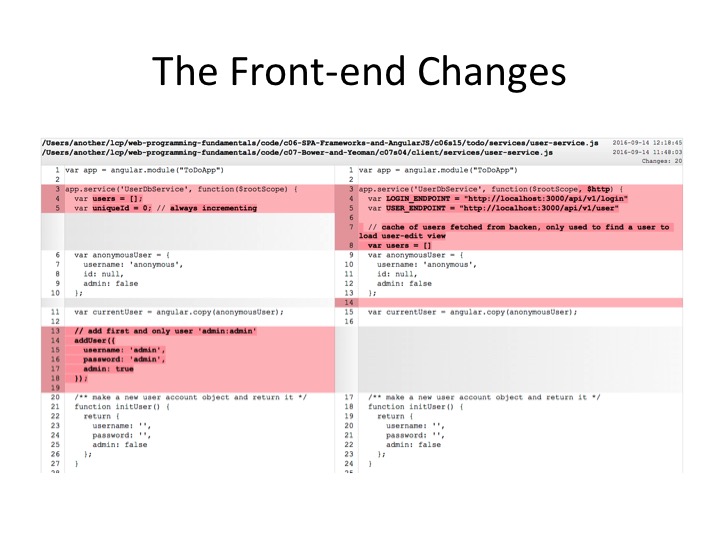 The Front-end Changes
/Users/another/lcp/web-programming-fundamentals/code/c06-SPA-Frameworks-and-AngularJS/c06s15/todo/services/user-service.js 2016-09-14 12:18:45
/Users/another/lcp/web-programming-fundamentals/code/c07-Bower-and-Yeoman/c07s04/client/services/user-service.js 2016-09-14 11:48:03
Changes: 20
1 var app = angular.module("ToDoApp")
2
3 app.service('UserDbService', function($rootScope) {
4 var users = [];
5 var uniqueId = 0; // always incrementing
6 var anonymousUser = {
7 username: 'anonymous',
8 id: null,
9 admin: false
10 };
11 var currentUser = angular.copy(anonymousUser);
12
13 // add first and only user 'admin:admin'
14 addUser({
15 username: 'admin',
16 password: 'admin',
17 admin: true
18 });
19
20 /** make a new user account object and return it */
21 function initUser() {
22 return {
23 username: '',
24 password: '',
25 admin: false
26 };
27 }
1 var app = angular.module("ToDoApp")
2
3 app.service('UserDbService', function($rootScope, $http) {
4 var LOGIN_ENDPOINT = "http://localhost:3000/api/v1/login"
5 var USER_ENDPOINT = "http://localhost:3000/api/v1/user"
6
7 // cache of users fetched from backen, only used to find a user to
load user-edit view
8 var users = []
9 var anonymousUser = {
10 username: 'anonymous',
11 id: null,
12 admin: false
13 };
14
15 var currentUser = angular.copy(anonymousUser);
16
17 /** make a new user account object and return it */
18 function initUser() {
19 return {
20 username: '',
21 password: '',
22 admin: false
23 };
24 }